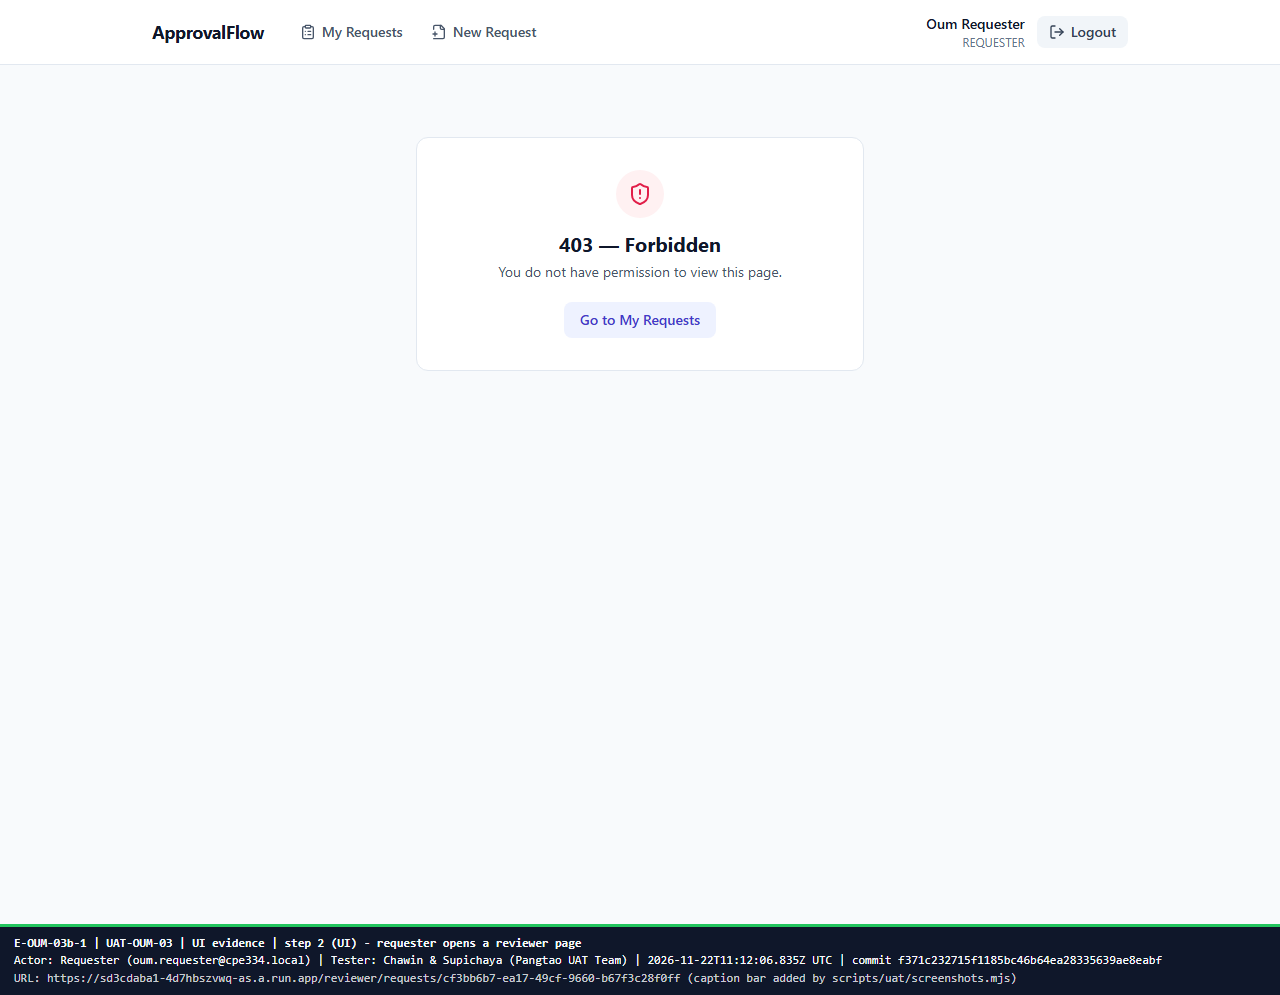 ApprovalFlow
My Requests
New Request
Oum Requester
REQUESTER
Logout
403 — Forbidden
You do not have permission to view this page.
Go to My Requests
E-OUM-03b-1 | UAT-OUM-03 | UI evidence | step 2 (UI) - requester opens a reviewer page
Actor: Requester (oum.requester@cpe334.local) | Tester: Chawin & Supichaya (Pangtao UAT Team) | 2026-11-22T11:12:06.835Z UTC | commit f371c232715f1185bc46b64ea28335639ae8eabf
URL: https://sd3cdaba1-4d7hbszvwq-as.a.run.app/reviewer/requests/cf3bb6b7-ea17-49cf-9660-b67f3c28f0ff (caption bar added by scripts/uat/screenshots.mjs)